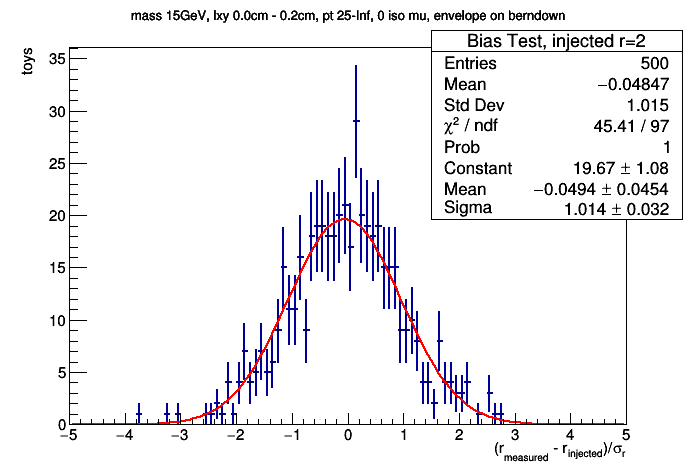 mass 15GeV, lxy 0.0cm - 0.2cm, pt 25-Inf, 0 iso mu, envelope on berndown
toys
Bias Test, injected r=2
Entries 500
Mean −0.04847
Std Dev 1.015
χ² / ndf 45.41 / 97
Prob 1
Constant 19.67 ± 1.08
Mean −0.0494 ± 0.0454
Sigma 1.014 ± 0.032
35
30
25
20
15
10
5
0
−5 −4 −3 −2 −1 0 1 2 3 4 5
(r_measured - r_injected)/σ_r